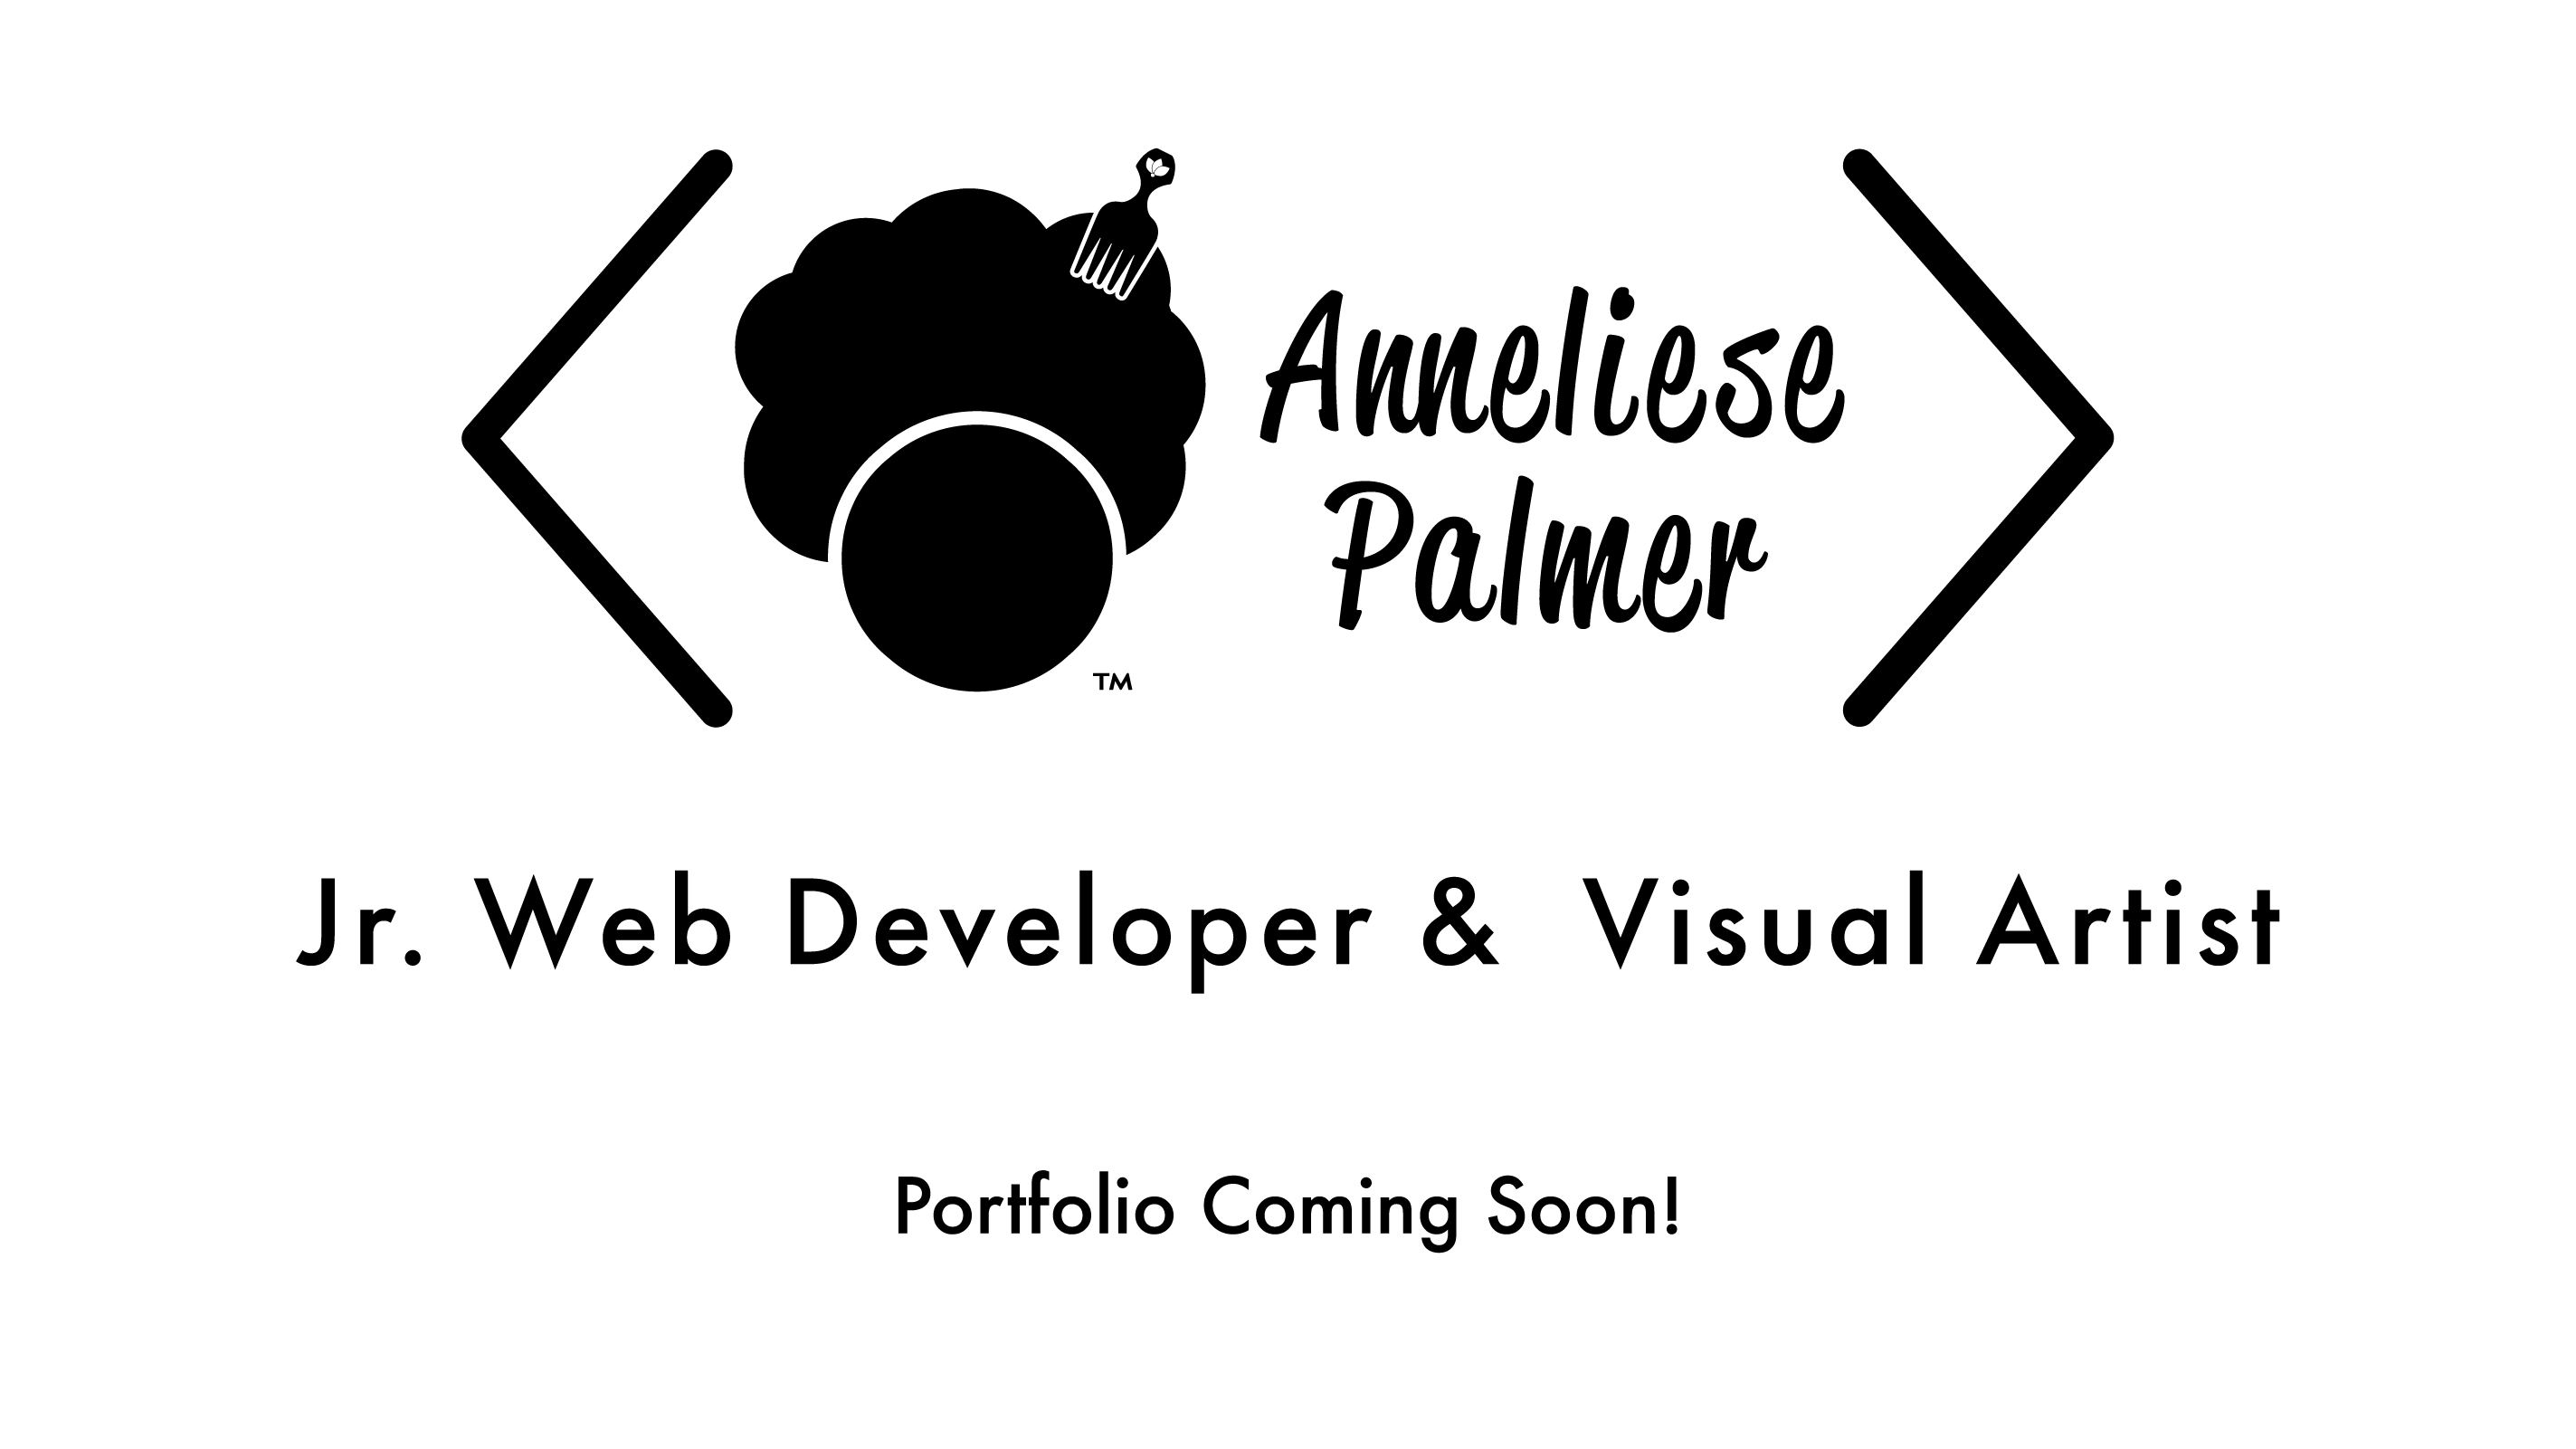 Anneliese
Palmer
TM
Jr. Web Developer & Visual Artist
Portfolio Coming Soon!